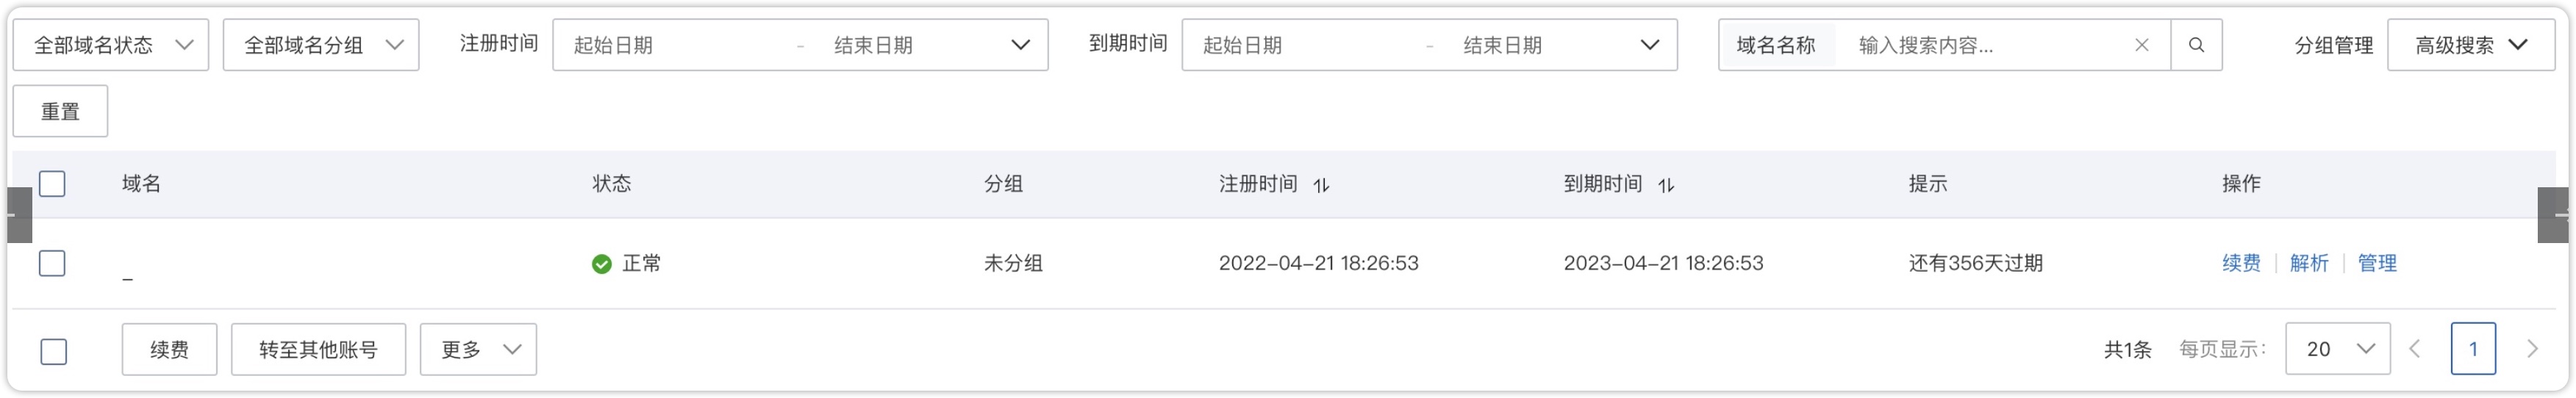 全部域名状态 全部域名分组 注册时间 起始日期 - 结束日期 到期时间 起始日期 - 结束日期 域名名称 输入搜索内容... 分组管理 高级搜索
重置
域名 状态 分组 注册时间 到期时间 提示 操作
_ 正常 未分组 2022-04-21 18:26:53 2023-04-21 18:26:53 还有356天过期 续费 解析 管理
续费 转至其他账号 更多 共1条 每页显示: 20 1